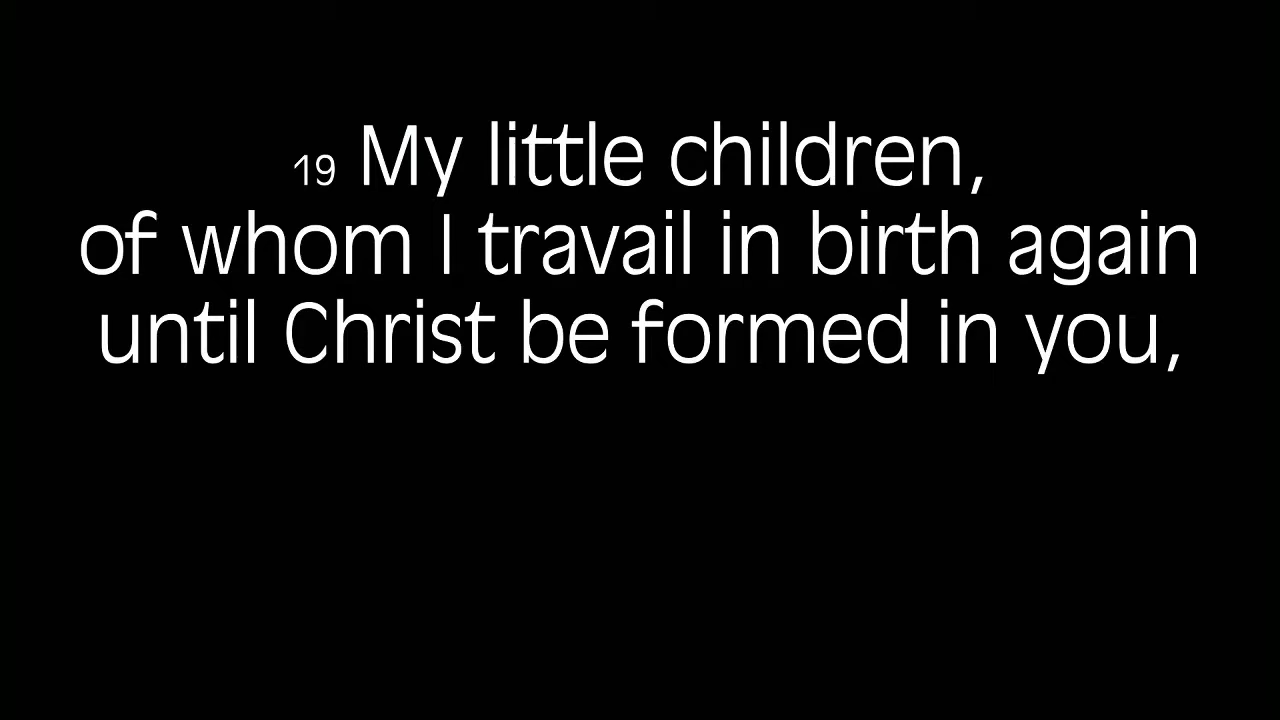 19 My little children,
of whom I travail in birth again
until Christ be formed in you,